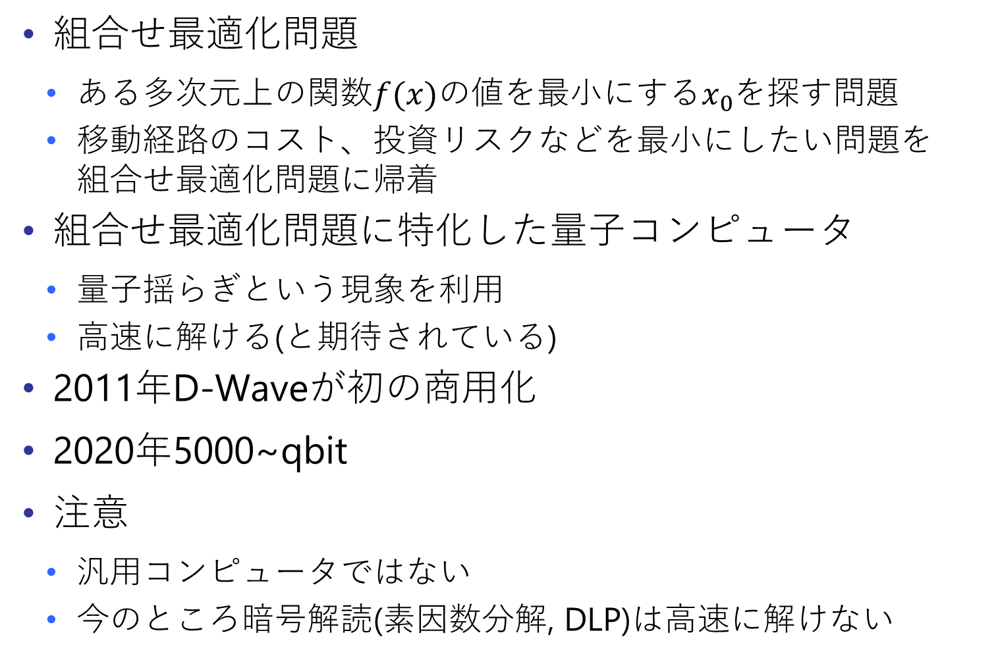 • 組合せ最適化問題
• ある多次元上の関数f(x)の値を最小にするx₀を探す問題
• 移動経路のコスト、投資リスクなどを最小にしたい問題を
組合せ最適化問題に帰着
• 組合せ最適化問題に特化した量子コンピュータ
• 量子揺らぎという現象を利用
• 高速に解ける(と期待されている)
• 2011年D-Waveが初の商用化
• 2020年5000~qbit
• 注意
• 汎用コンピュータではない
• 今のところ暗号解読(素因数分解, DLP)は高速に解けない